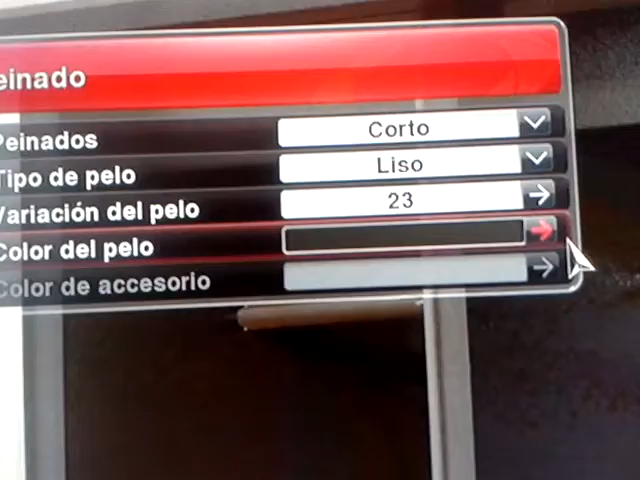 einado
Peinados Corto
Tipo de pelo Liso
Variación del pelo 23
Color del pelo
Color de accesorio